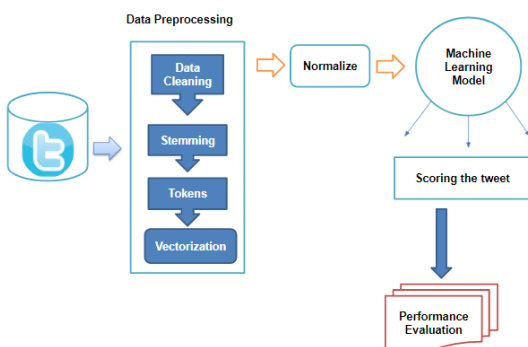 Data Preprocessing
Data
Cleaning
Stemming
Tokens
Vectorization
Normalize
Machine
Learning
Model
Scoring the tweet
Performance
Evaluation
t